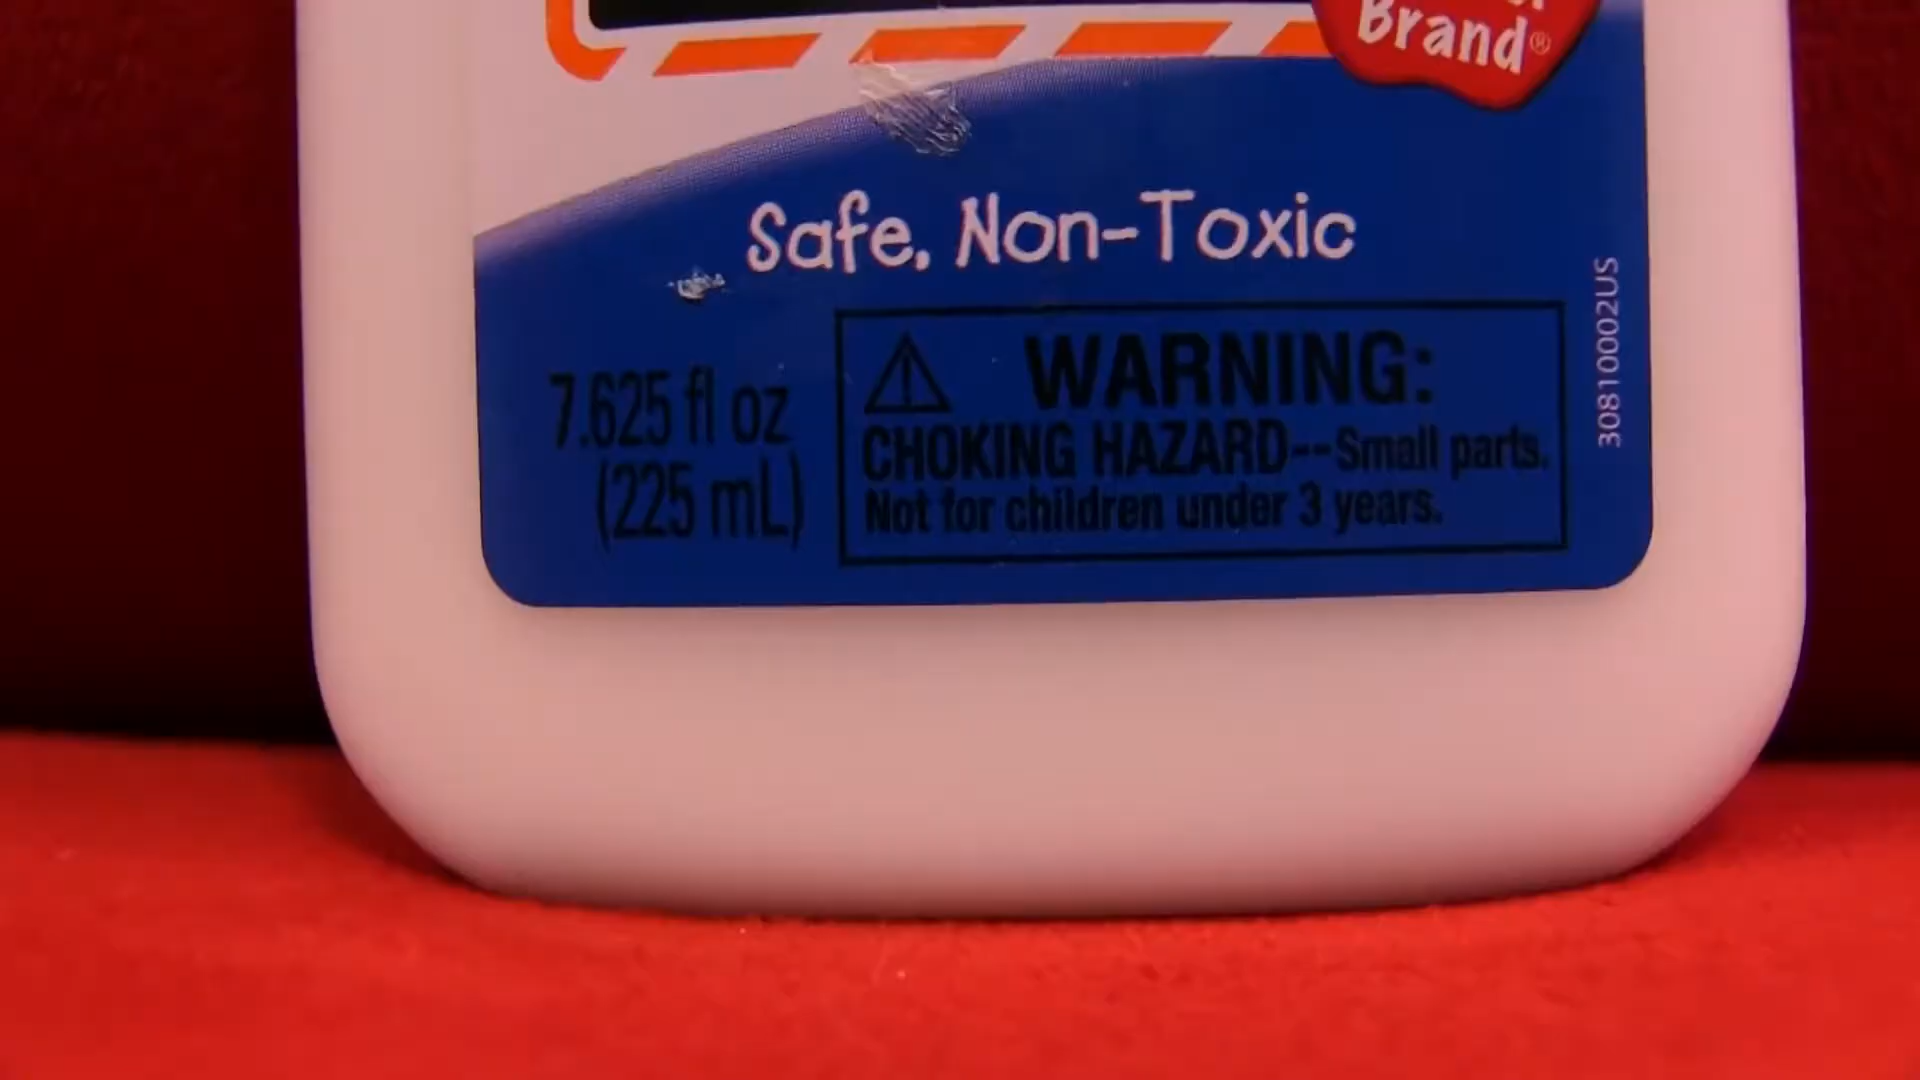 Brand®
Safe, Non-Toxic
7.625 fl oz
(225 mL)
WARNING:
CHOKING HAZARD--Small parts.
Not for children under 3 years.
30810002US